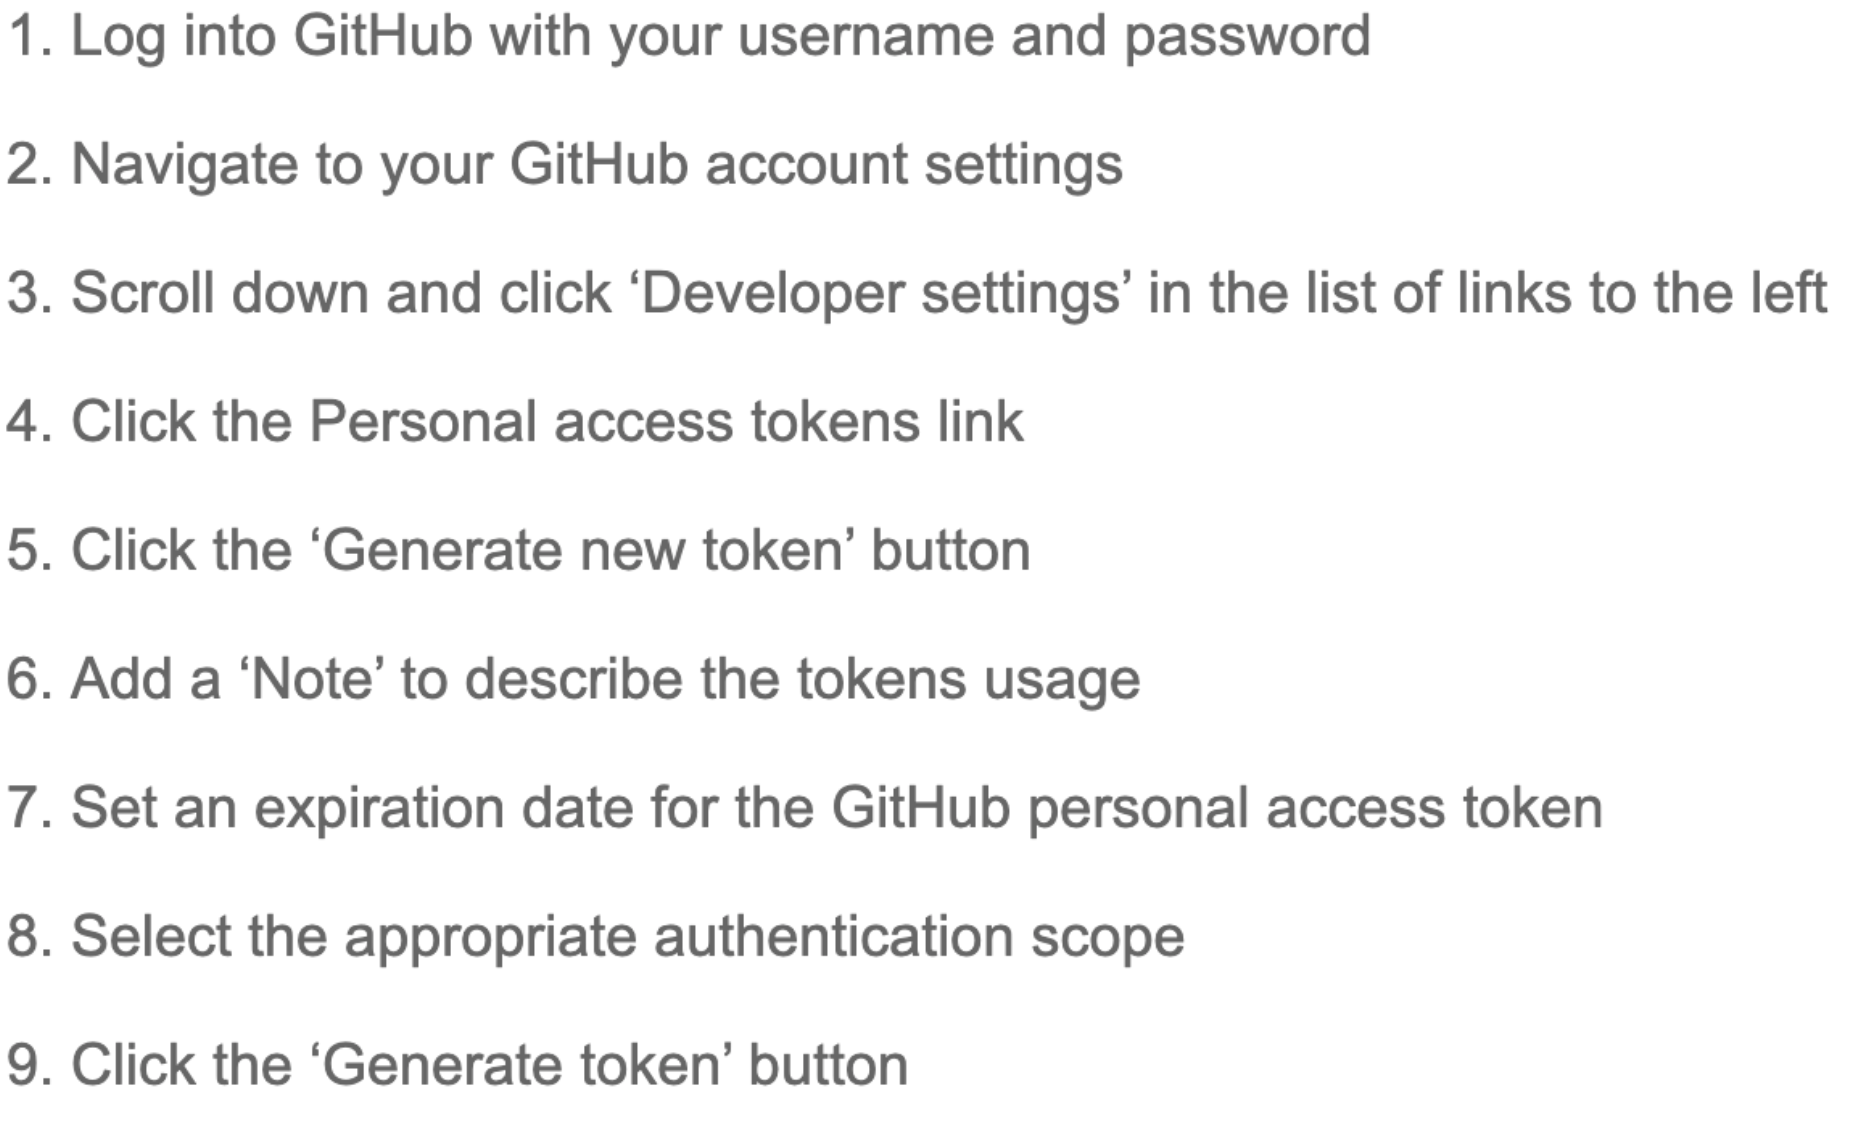 1. Log into GitHub with your username and password
2. Navigate to your GitHub account settings
3. Scroll down and click ‘Developer settings’ in the list of links to the left
4. Click the Personal access tokens link
5. Click the ‘Generate new token’ button
6. Add a ‘Note’ to describe the tokens usage
7. Set an expiration date for the GitHub personal access token
8. Select the appropriate authentication scope
9. Click the ‘Generate token’ button